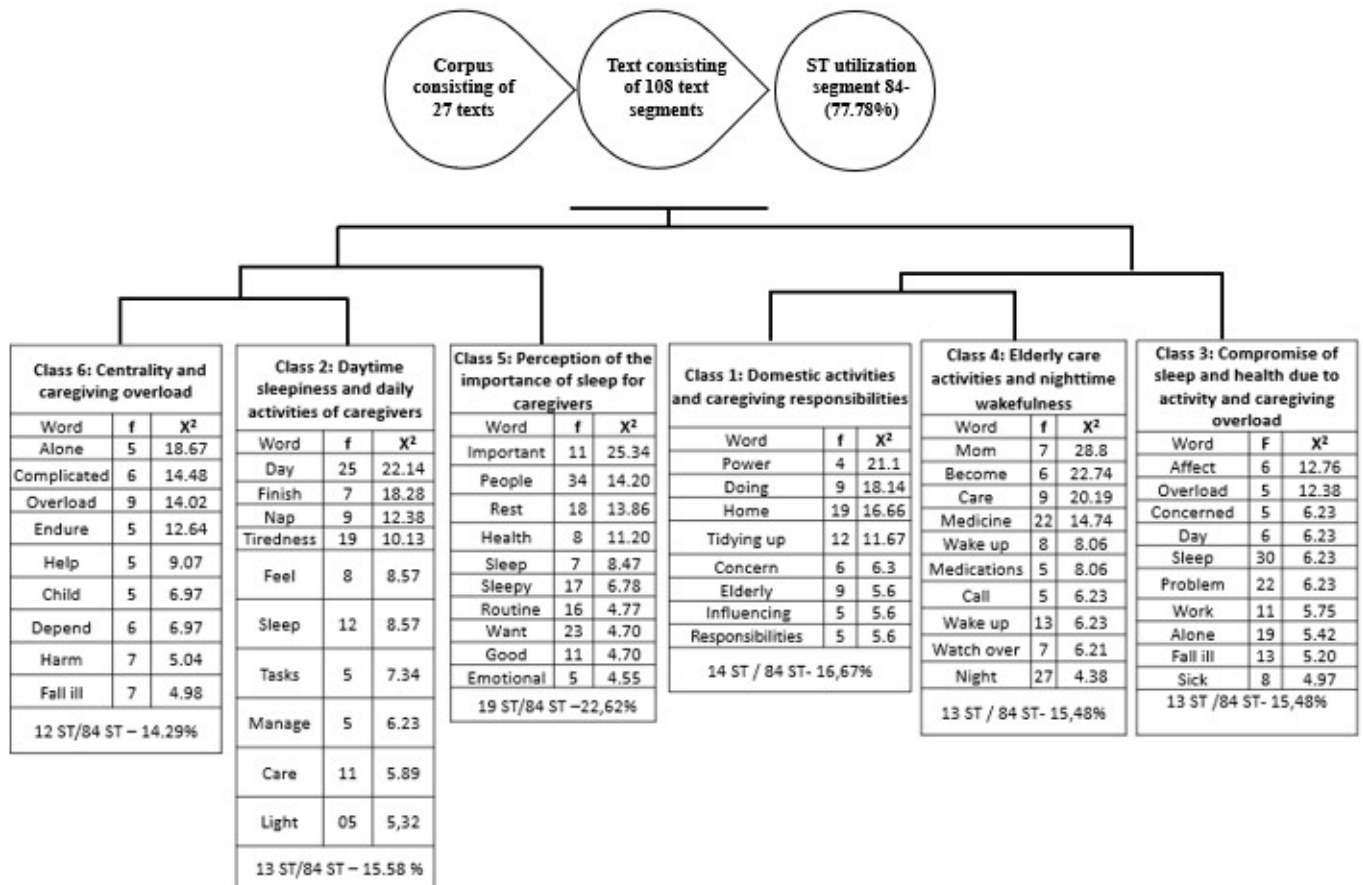 Corpus
consisting of
27 texts
Text consisting
of 108 text
segments
ST utilization
segment 84-
(77.78%)
Class 6: Centrality and
caregiving overload
Word f X²
Alone 5 18.67
Complicated 6 14.48
Overload 9 14.02
Endure 5 12.64
Help 5 9.07
Child 5 6.97
Depend 6 6.97
Harm 7 5.04
Fall ill 7 4.98
12 ST/84 ST – 14.29%
Class 2: Daytime
sleepiness and daily
activities of caregivers
Word f X²
Day 25 22.14
Finish 7 18.28
Nap 9 12.38
Tiredness 19 10.13
Feel 8 8.57
Sleep 12 8.57
Tasks 5 7.34
Manage 5 6.23
Care 11 5.89
Light 05 5,32
13 ST/84 ST – 15.58 %
Class 5: Perception of the
importance of sleep for
caregivers
Word f X²
Important 11 25.34
People 34 14.20
Rest 18 13.86
Health 8 11.20
Sleep 7 8.47
Sleepy 17 6.78
Routine 16 4.77
Want 23 4.70
Good 11 4.70
Emotional 5 4.55
19 ST/84 ST –22,62%
Class 1: Domestic activities
and caregiving responsibilities
Word f X²
Power 4 21.1
Doing 9 18.14
Home 19 16.66
Tidying up 12 11.67
Concern 6 6.3
Elderly 9 5.6
Influencing 5 5.6
Responsibilities 5 5.6
14 ST / 84 ST- 16,67%
Class 4: Elderly care
activities and nighttime
wakefulness
Word f X²
Mom 7 28.8
Become 6 22.74
Care 9 20.19
Medicine 22 14.74
Wake up 8 8.06
Medications 5 8.06
Call 5 6.23
Wake up 13 6.23
Watch over 7 6.21
Night 27 4.38
13 ST / 84 ST- 15,48%
Class 3: Compromise of
sleep and health due to
activity and caregiving
overload
Word F X²
Affect 6 12.76
Overload 5 12.38
Concerned 5 6.23
Day 6 6.23
Sleep 30 6.23
Problem 22 6.23
Work 11 5.75
Alone 19 5.42
Fall ill 13 5.20
Sick 8 4.97
13 ST /84 ST- 15,48%